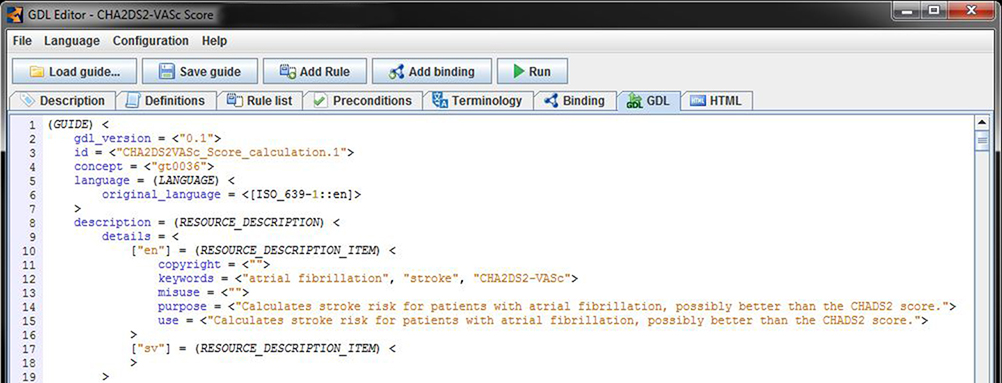 GDL Editor - CHA2DS2-VASc Score
File Language Configuration Help
Load guide... Save guide Add Rule Add binding Run
Description Definitions Rule list Preconditions Terminology Binding GDL HTML
1 (GUIDE) <
2 gdl_version = <"0.1">
3 id = <"CHA2DS2VASc_Score_calculation.1">
4 concept = <"gt0036">
5 language = (LANGUAGE) <
6 original_language = <[ISO_639-1::en]>
7 >
8 description = (RESOURCE_DESCRIPTION) <
9 details = <
10 ["en"] = (RESOURCE_DESCRIPTION_ITEM) <
11 copyright = <"">
12 keywords = <"atrial fibrillation", "stroke", "CHA2DS2-VASc">
13 misuse = <"">
14 purpose = <"Calculates stroke risk for patients with atrial fibrillation, possibly better than the CHADS2 score.">
15 use = <"Calculates stroke risk for patients with atrial fibrillation, possibly better than the CHADS2 score.">
16 >
17 ["sv"] = (RESOURCE_DESCRIPTION_ITEM) <
18 >
19 >